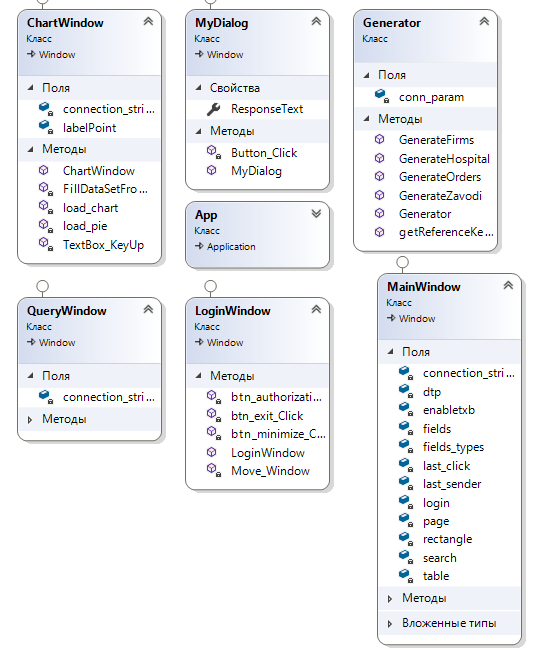 ChartWindow
Класс
Window
Поля
connection_stri...
labelPoint
Методы
ChartWindow
FillDataSetFro...
load_chart
load_pie
TextBox_KeyUp
MyDialog
Класс
Window
Свойства
ResponseText
Методы
Button_Click
MyDialog
App
Класс
Application
Generator
Класс
Поля
conn_param
Методы
GenerateFirms
GenerateHospital
GenerateOrders
GenerateZavodi
Generator
getReferenceKe...
QueryWindow
Класс
Window
Поля
connection_stri...
Методы
LoginWindow
Класс
Window
Методы
btn_authorizati...
btn_exit_Click
btn_minimize_C...
LoginWindow
Move_Window
MainWindow
Класс
Window
Поля
connection_stri...
dtp
enabletxb
fields
fields_types
last_click
last_sender
login
page
rectangle
search
table
Методы
Вложенные типы